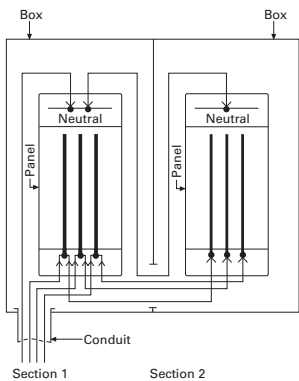 Box
Box
Neutral
Neutral
Panel
Panel
Conduit
Section 1
Section 2